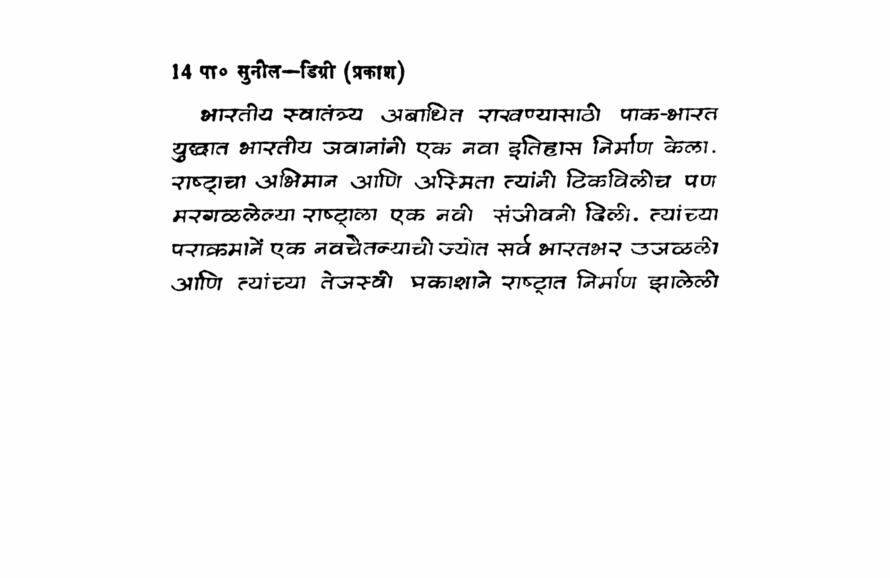 14 पा० सुनील—डिग्री (प्रकाश)
भारतीय स्वातंत्र्य अबाधित राखण्यासाठी पाक-भारत
युद्धात भारतीय जवानांनी एक नवा इतिहास निर्माण केला.
राष्ट्राचा अभिमान आणि अस्मिता त्यांनी टिकविलीच पण
मरगळलेल्या राष्ट्राला एक नवी संजीवनी दिली. त्यांच्या
पराक्रमानें एक नवचैतन्याची ज्योत सर्व भारतभर उजळली
आणि त्यांच्या तेजस्वी प्रकाशाने राष्ट्रात निर्माण झालेली